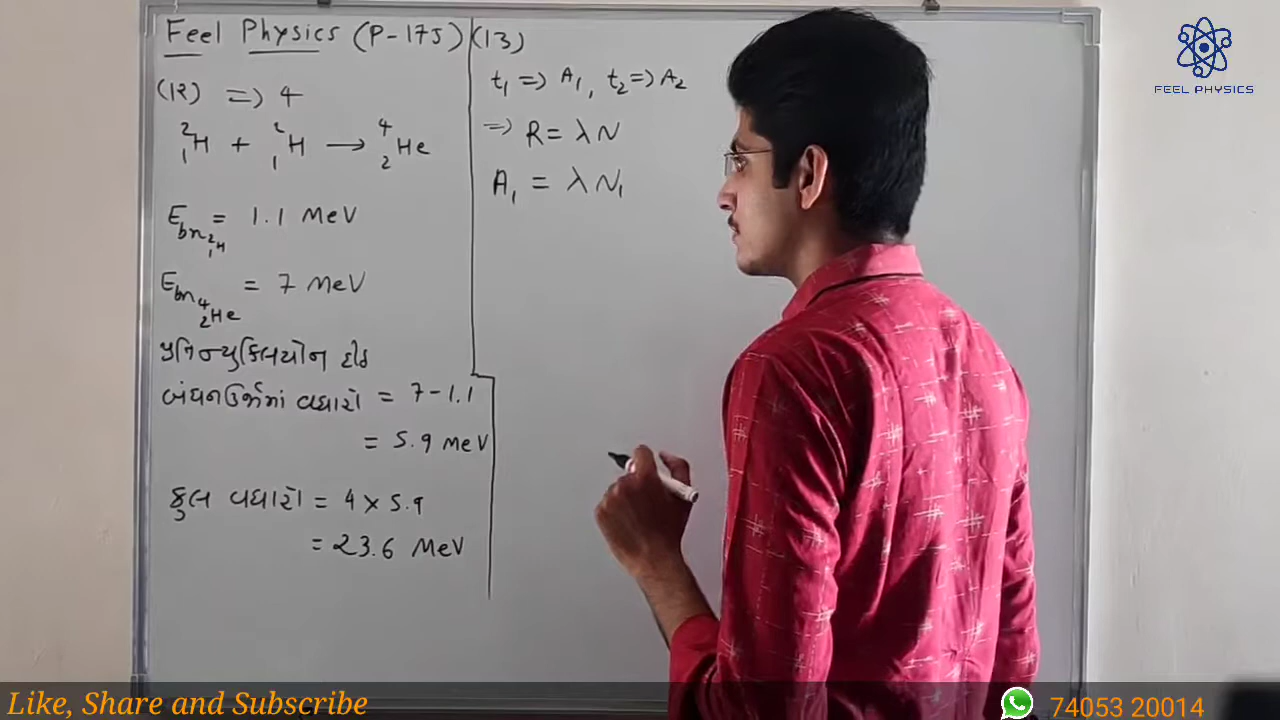 Feel Physics (P-175)
(12) => 4
²₁H + ²₁H → ⁴₂He
E_bn ²₁H = 1.1 MeV
E_bn ⁴₂He = 7 MeV
પ્રતિ ન્યુક્લિયોન દીઠ
બંધનઊર્જામાં વધારો = 7 - 1.1
= 5.9 MeV
કુલ વધારો = 4 × 5.9
= 23.6 MeV
(13)
t₁ => A₁, t₂ => A₂
=> R = λN
A₁ = λN₁
FEEL PHYSICS
Like, Share and Subscribe
74053 20014